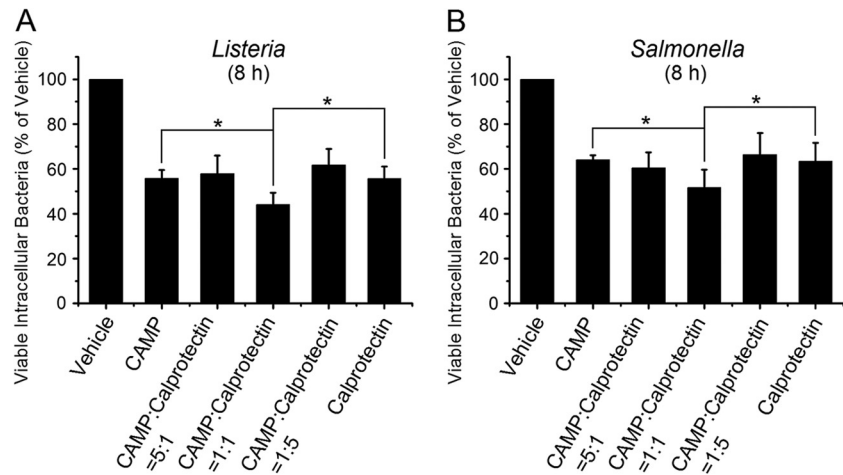 A
Listeria
(8 h)
Viable Intracellular Bacteria (% of Vehicle)
100
80
60
40
20
0
*
*
Vehicle
CAMP
CAMP:Calprotectin
=5:1
CAMP:Calprotectin
=1:1
CAMP:Calprotectin
=1:5
Calprotectin
B
Salmonella
(8 h)
Viable Intracellular Bacteria (% of Vehicle)
100
80
60
40
20
0
*
*
Vehicle
CAMP
CAMP:Calprotectin
=5:1
CAMP:Calprotectin
=1:1
CAMP:Calprotectin
=1:5
Calprotectin